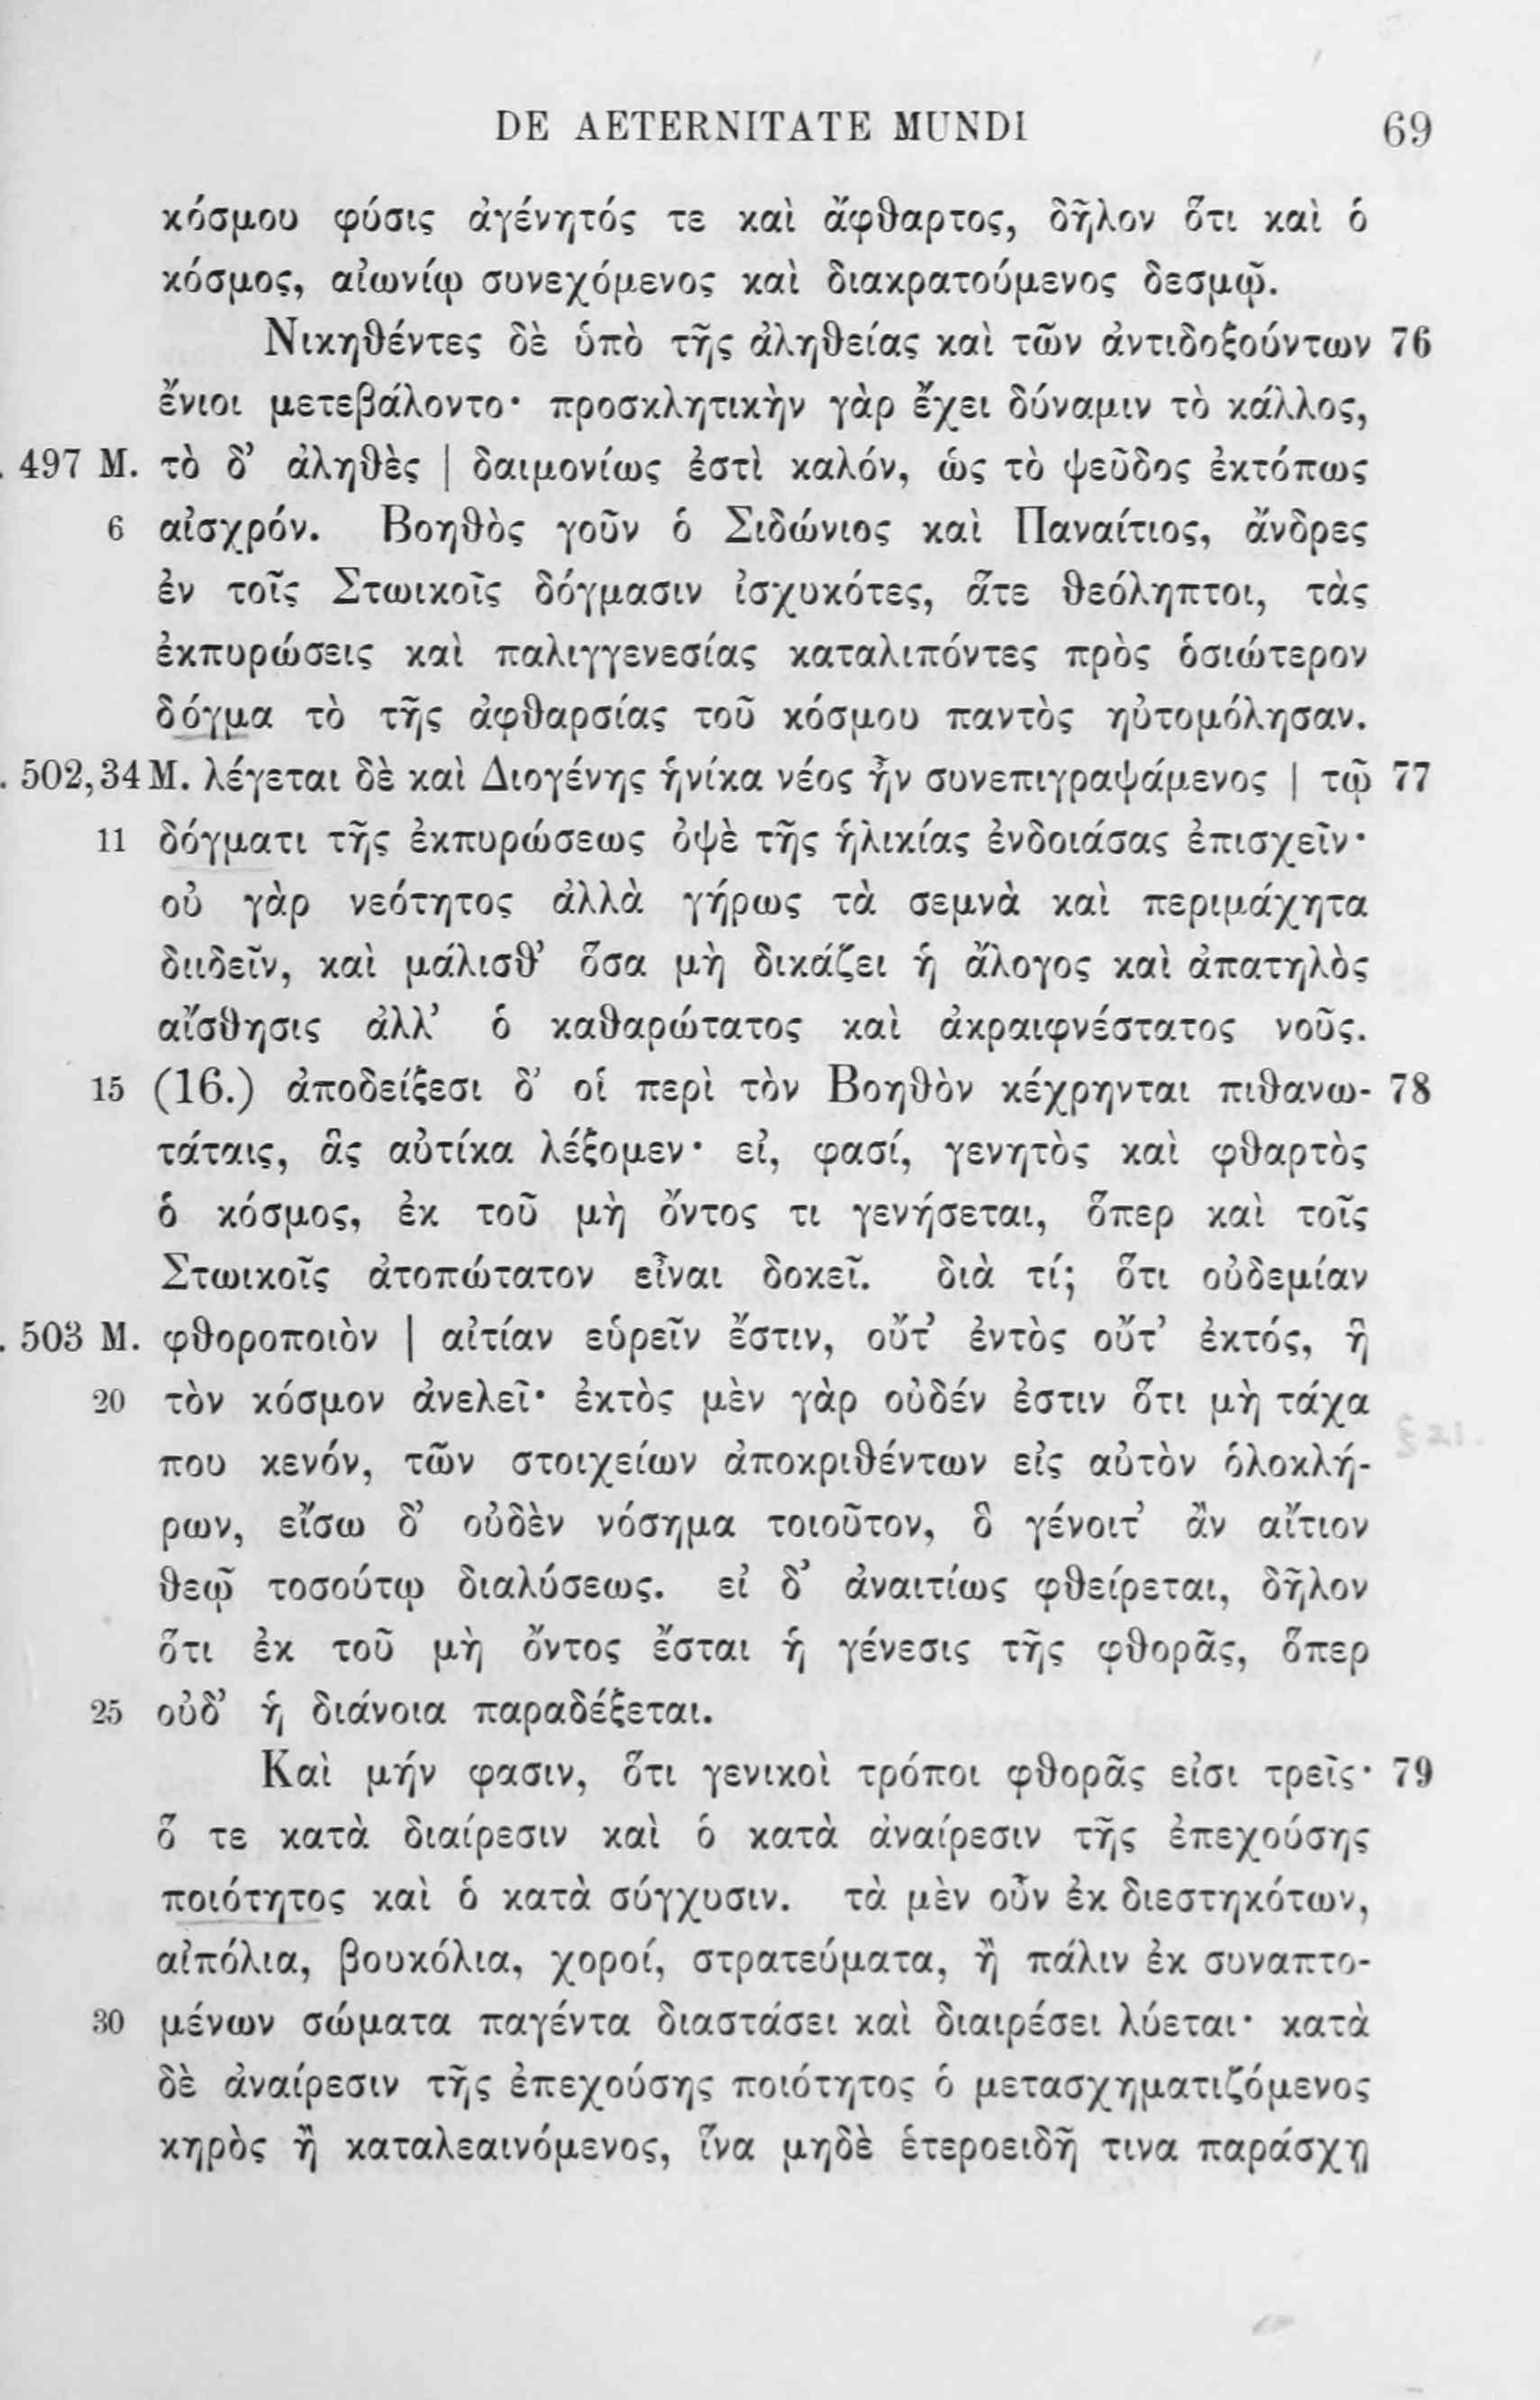 DE AETERNITATE MUNDI 69
κόσμου φύσις ἀγένητός τε καὶ ἄφθαρτος, δῆλον ὅτι καὶ ὁ
κόσμος, αἰωνίῳ συνεχόμενος καὶ διακρατούμενος δεσμῷ.
Νικηθέντες δὲ ὑπὸ τῆς ἀληθείας καὶ τῶν ἀντιδοξούντων 76
ἔνιοι μετεβάλοντο· προσκλητικὴν γὰρ ἔχει δύναμιν τὸ κάλλος,
. 497 M. τὸ δ’ ἀληθὲς | δαιμονίως ἐστὶ καλόν, ὡς τὸ ψεῦδος ἐκτόπως
6 αἰσχρόν. Βοηθὸς γοῦν ὁ Σιδώνιος καὶ Παναίτιος, ἄνδρες
ἐν τοῖς Στωικοῖς δόγμασιν ἰσχυκότες, ἅτε θεόληπτοι, τὰς
ἐκπυρώσεις καὶ παλιγγενεσίας καταλιπόντες πρὸς ὁσιώτερον
δόγμα τὸ τῆς ἀφθαρσίας τοῦ κόσμου παντὸς ηὐτομόλησαν.
. 502,34 M. λέγεται δὲ καὶ Διογένης ἡνίκα νέος ἦν συνεπιγραψάμενος | τῷ 77
11 δόγματι τῆς ἐκπυρώσεως ὀψὲ τῆς ἡλικίας ἐνδοιάσας ἐπισχεῖν·
οὐ γὰρ νεότητος ἀλλὰ γήρως τὰ σεμνὰ καὶ περιμάχητα
διιδεῖν, καὶ μάλισθ’ ὅσα μὴ δικάζει ἡ ἄλογος καὶ ἀπατηλὸς
αἴσθησις ἀλλ’ ὁ καθαρώτατος καὶ ἀκραιφνέστατος νοῦς.
15 (16.) ἀποδείξεσι δ’ οἱ περὶ τὸν Βοηθὸν κέχρηνται πιθανω- 78
τάταις, ἃς αὐτίκα λέξομεν· εἰ, φασί, γενητὸς καὶ φθαρτὸς
ὁ κόσμος, ἐκ τοῦ μὴ ὄντος τι γενήσεται, ὅπερ καὶ τοῖς
Στωικοῖς ἀτοπώτατον εἶναι δοκεῖ. διὰ τί; ὅτι οὐδεμίαν
. 503 M. φθοροποιὸν | αἰτίαν εὑρεῖν ἔστιν, οὔτ’ ἐντὸς οὔτ’ ἐκτός, ἣ
20 τὸν κόσμον ἀνελεῖ· ἐκτὸς μὲν γὰρ οὐδέν ἐστιν ὅτι μὴ τάχα
§ 21.
που κενόν, τῶν στοιχείων ἀποκριθέντων εἰς αὐτὸν ὁλοκλή-
ρων, εἴσω δ’ οὐδὲν νόσημα τοιοῦτον, ὃ γένοιτ’ ἂν αἴτιον
θεῷ τοσούτῳ διαλύσεως. εἰ δ’ ἀναιτίως φθείρεται, δῆλον
ὅτι ἐκ τοῦ μὴ ὄντος ἔσται ἡ γένεσις τῆς φθορᾶς, ὅπερ
25 οὐδ’ ἡ διάνοια παραδέξεται.
Καὶ μήν φασιν, ὅτι γενικοὶ τρόποι φθορᾶς εἰσι τρεῖς· 79
ὅ τε κατὰ διαίρεσιν καὶ ὁ κατὰ ἀναίρεσιν τῆς ἐπεχούσης
ποιότητος καὶ ὁ κατὰ σύγχυσιν. τὰ μὲν οὖν ἐκ διεστηκότων,
αἰπόλια, βουκόλια, χοροί, στρατεύματα, ἢ πάλιν ἐκ συναπτο-
30 μένων σώματα παγέντα διαστάσει καὶ διαιρέσει λύεται· κατὰ
δὲ ἀναίρεσιν τῆς ἐπεχούσης ποιότητος ὁ μετασχηματιζόμενος
κηρὸς ἢ καταλεαινόμενος, ἵνα μηδὲ ἑτεροειδῆ τινα παράσχῃ